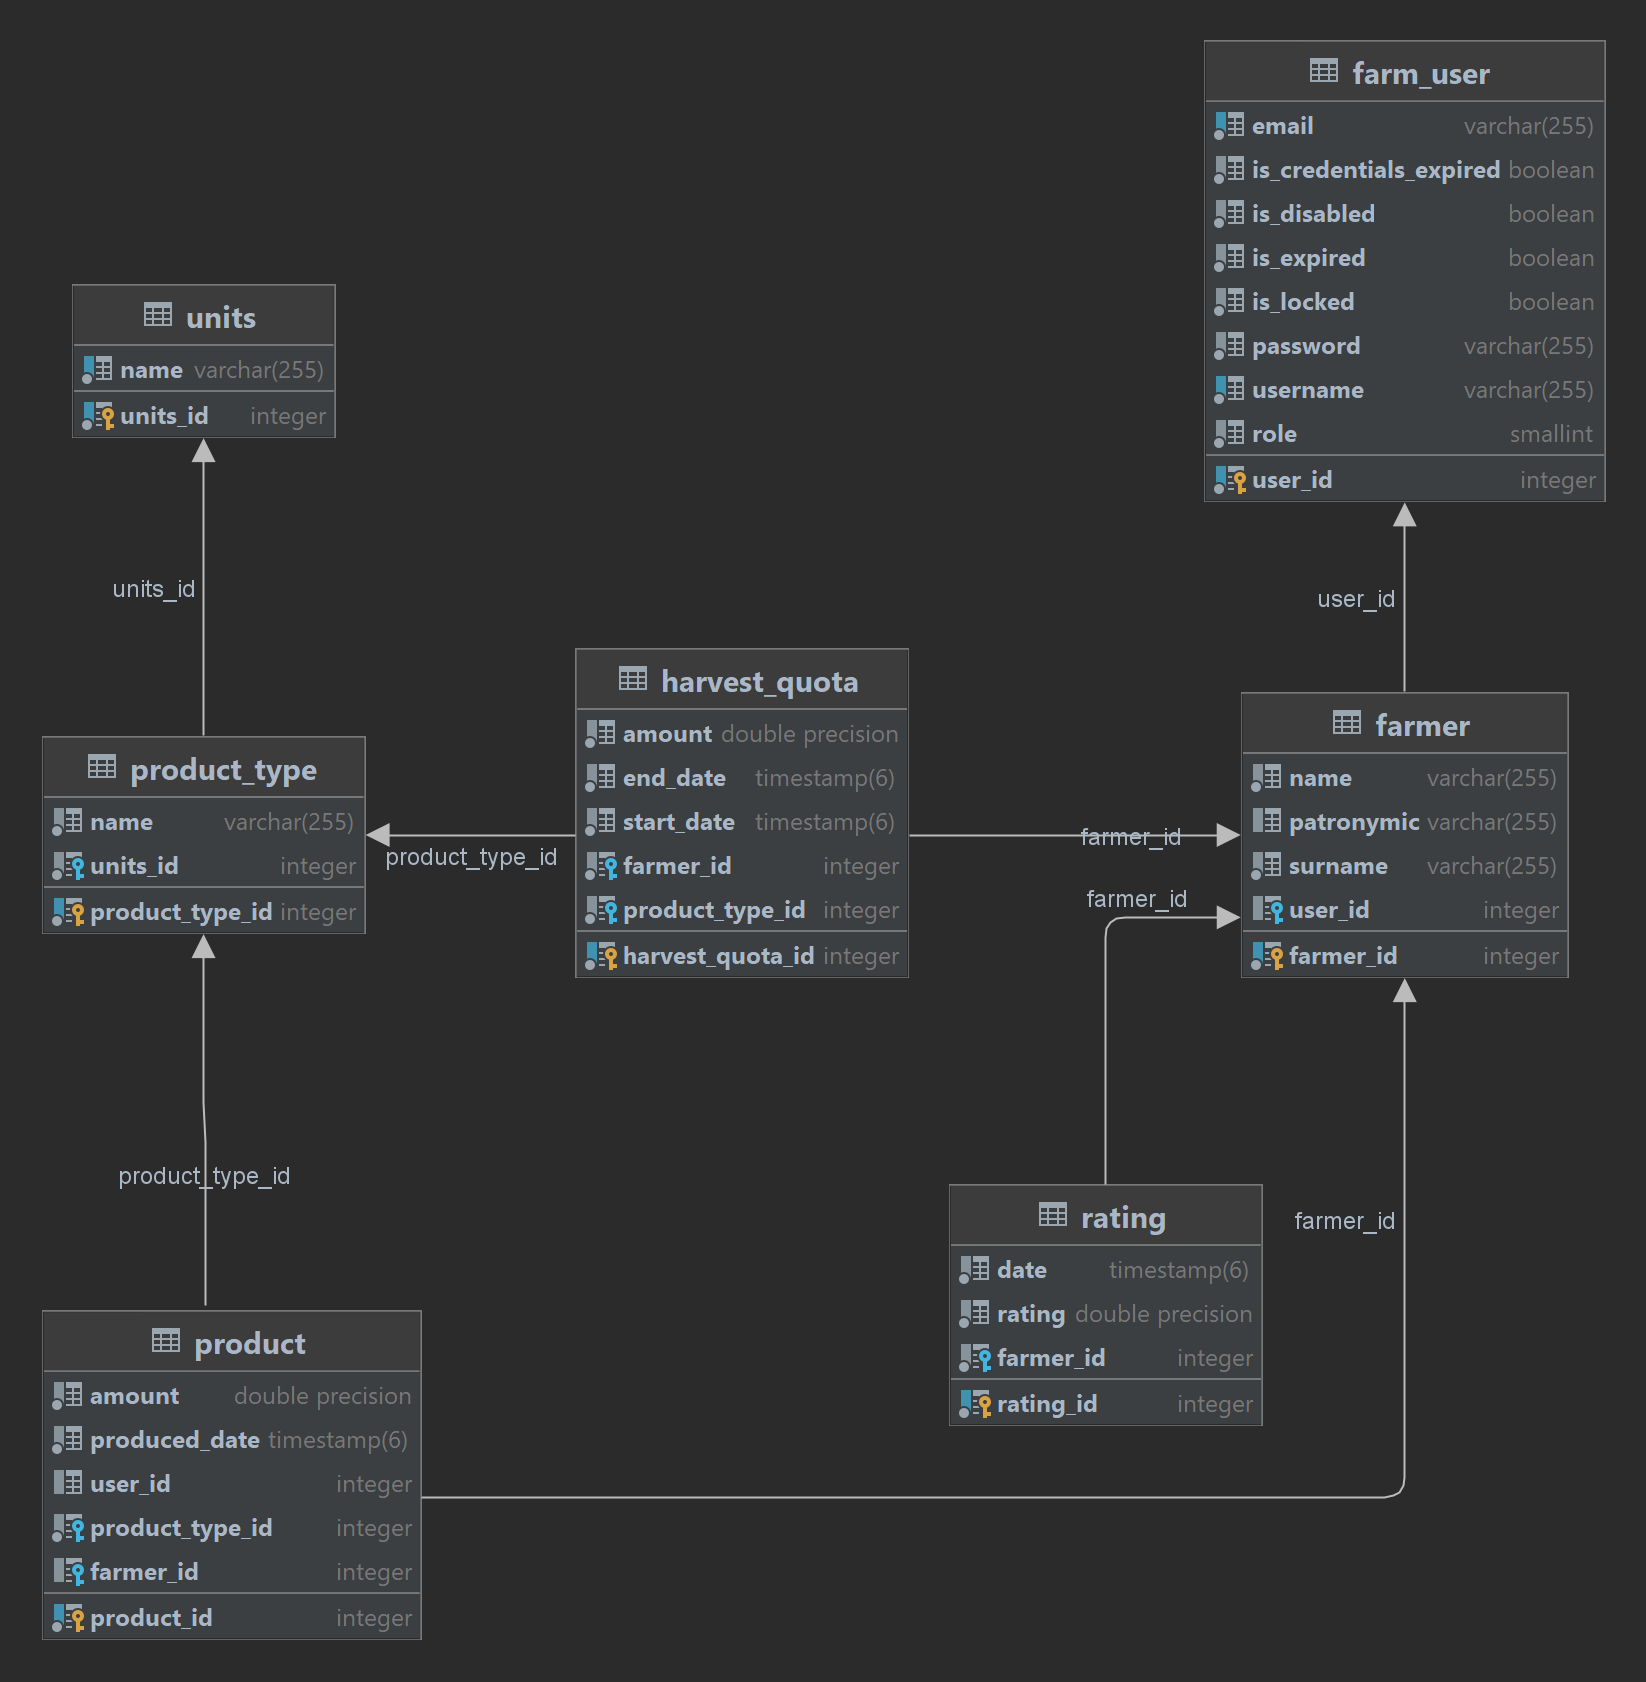 farm_user
email varchar(255)
is_credentials_expired boolean
is_disabled boolean
is_expired boolean
is_locked boolean
password varchar(255)
username varchar(255)
role smallint
user_id integer
units
name varchar(255)
units_id integer
units_id
user_id
harvest_quota
amount double precision
end_date timestamp(6)
start_date timestamp(6)
farmer_id integer
product_type_id integer
harvest_quota_id integer
farmer
name varchar(255)
patronymic varchar(255)
surname varchar(255)
user_id integer
farmer_id integer
product_type
name varchar(255)
units_id integer
product_type_id integer
product_type_id
farmer_id
farmer_id
product_type_id
farmer_id
rating
date timestamp(6)
rating double precision
farmer_id integer
rating_id integer
product
amount double precision
produced_date timestamp(6)
user_id integer
product_type_id integer
farmer_id integer
product_id integer